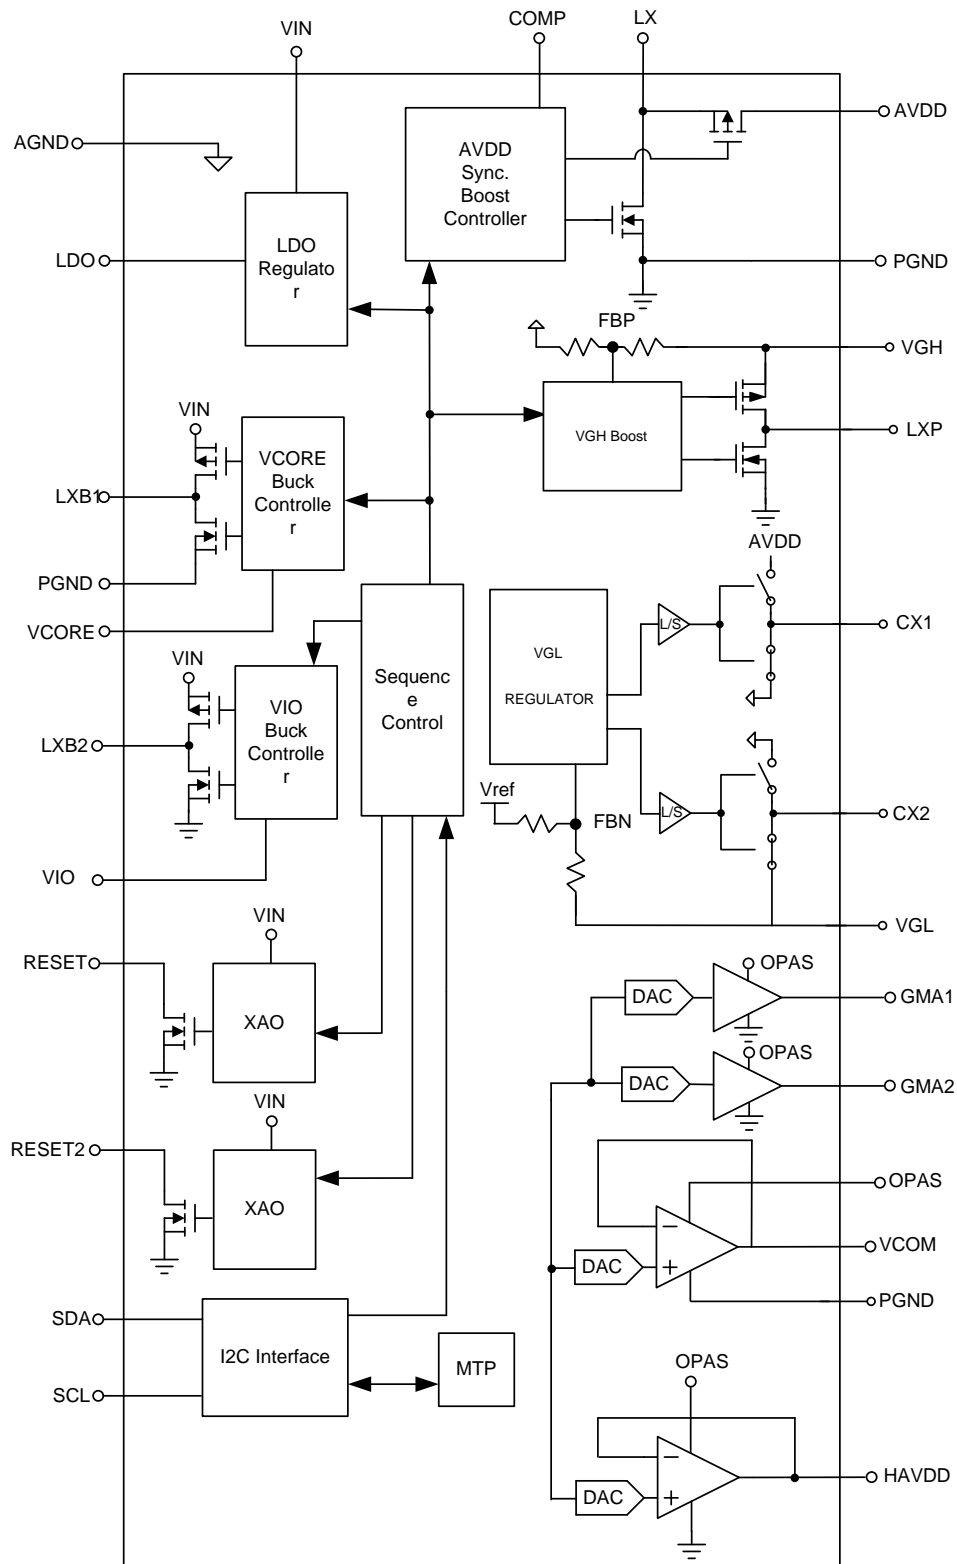 COMP
LX
VIN
AVDD
AGND
AVDD
Sync.
Boost
Controller
LDO
LDO
Regulato
r
PGND
FBP
VGH
VIN
VCORE
Buck
Controlle
r
VGH Boost
LXP
LXB1
AVDD
PGND
VCORE
VGL
REGULATOR
L/S
CX1
VIN
VIO
Buck
Controlle
r
Sequenc
e
Control
LXB2
Vref
FBN
L/S
CX2
VIO
VGL
VIN
RESET
XAO
OPAS
DAC
GMA1
OPAS
DAC
GMA2
VIN
RESET2
XAO
OPAS
−
VCOM
DAC
+
PGND
SDA
I2C Interface
MTP
SCL
OPAS
−
HAVDD
DAC
+